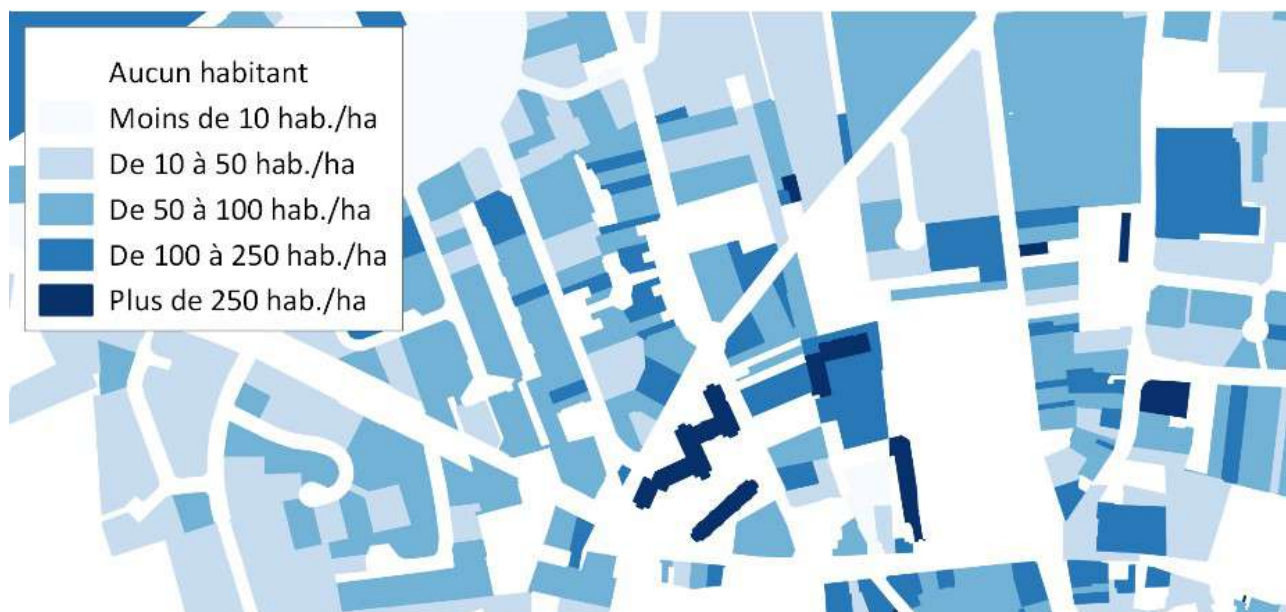 Aucun habitant
Moins de 10 hab./ha
De 10 à 50 hab./ha
De 50 à 100 hab./ha
De 100 à 250 hab./ha
Plus de 250 hab./ha